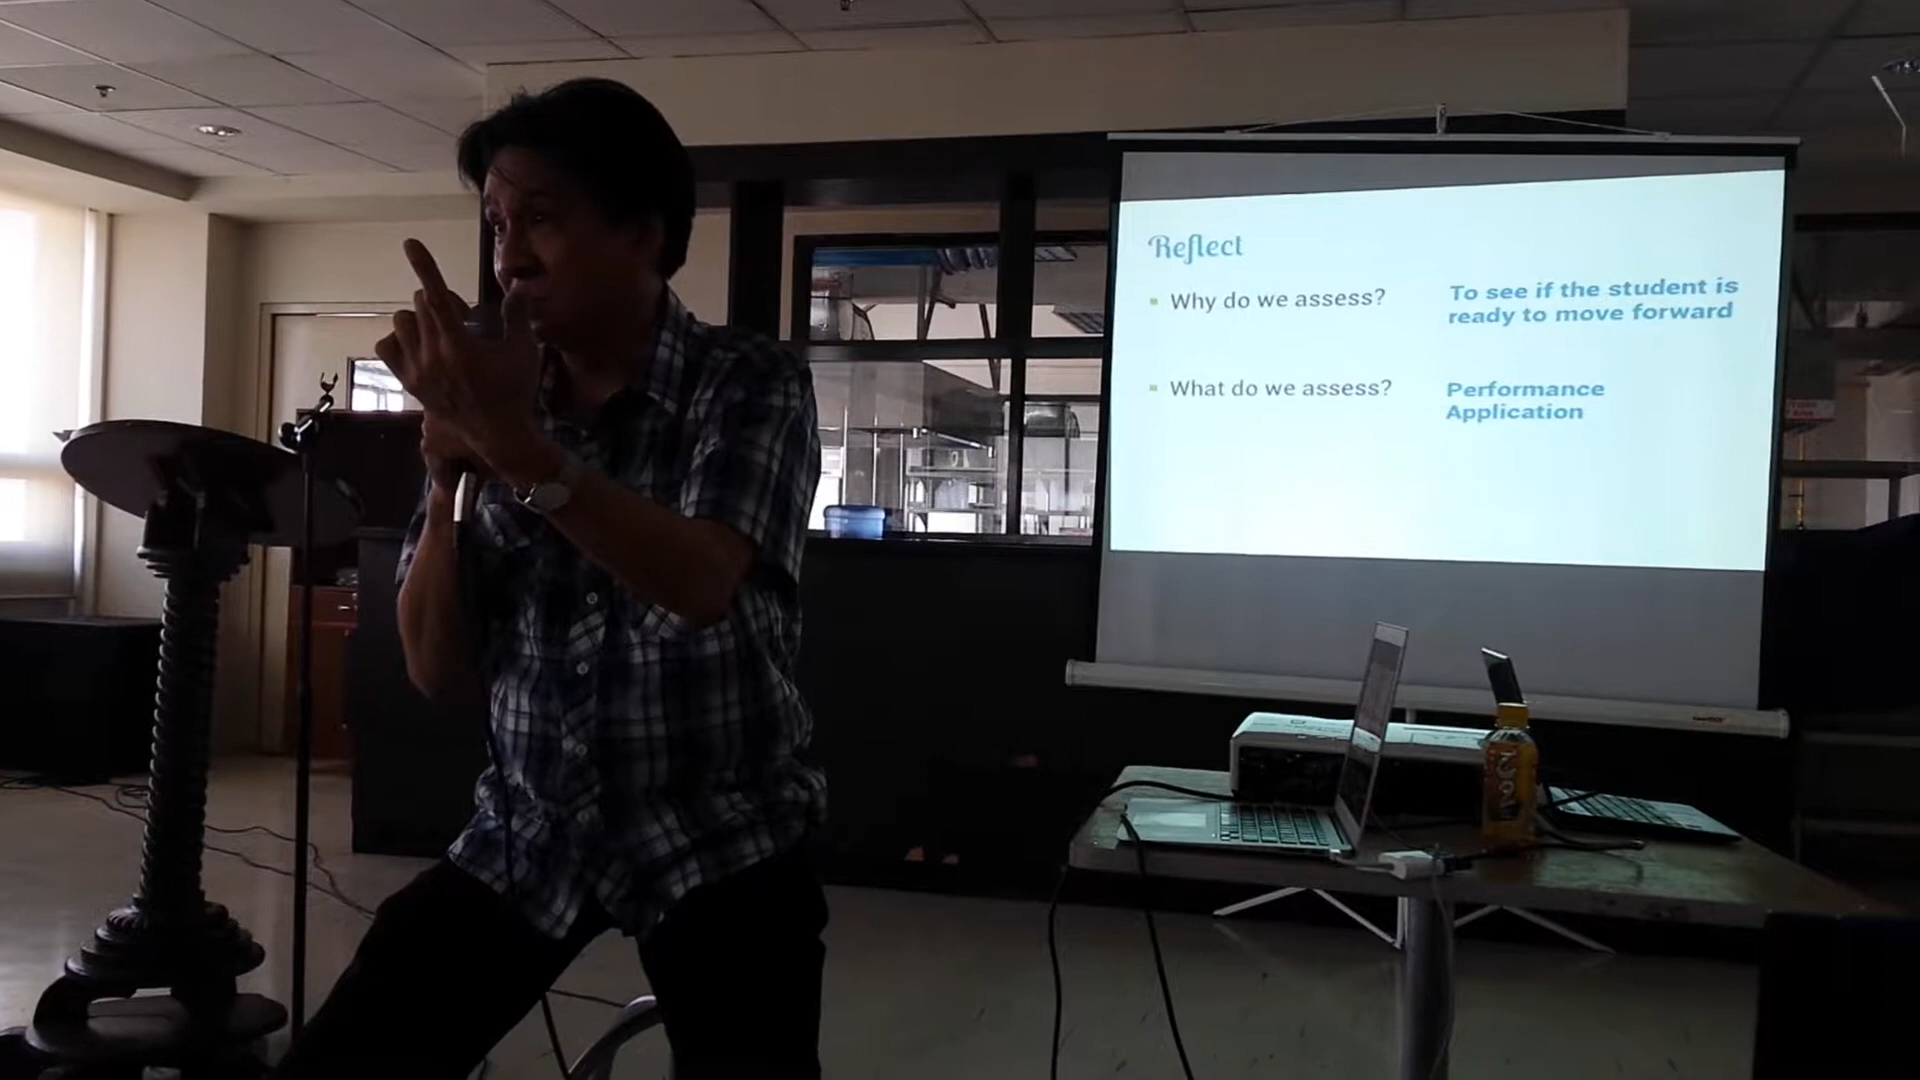 Reflect
Why do we assess?
To see if the student is
ready to move forward
What do we assess?
Performance
Application